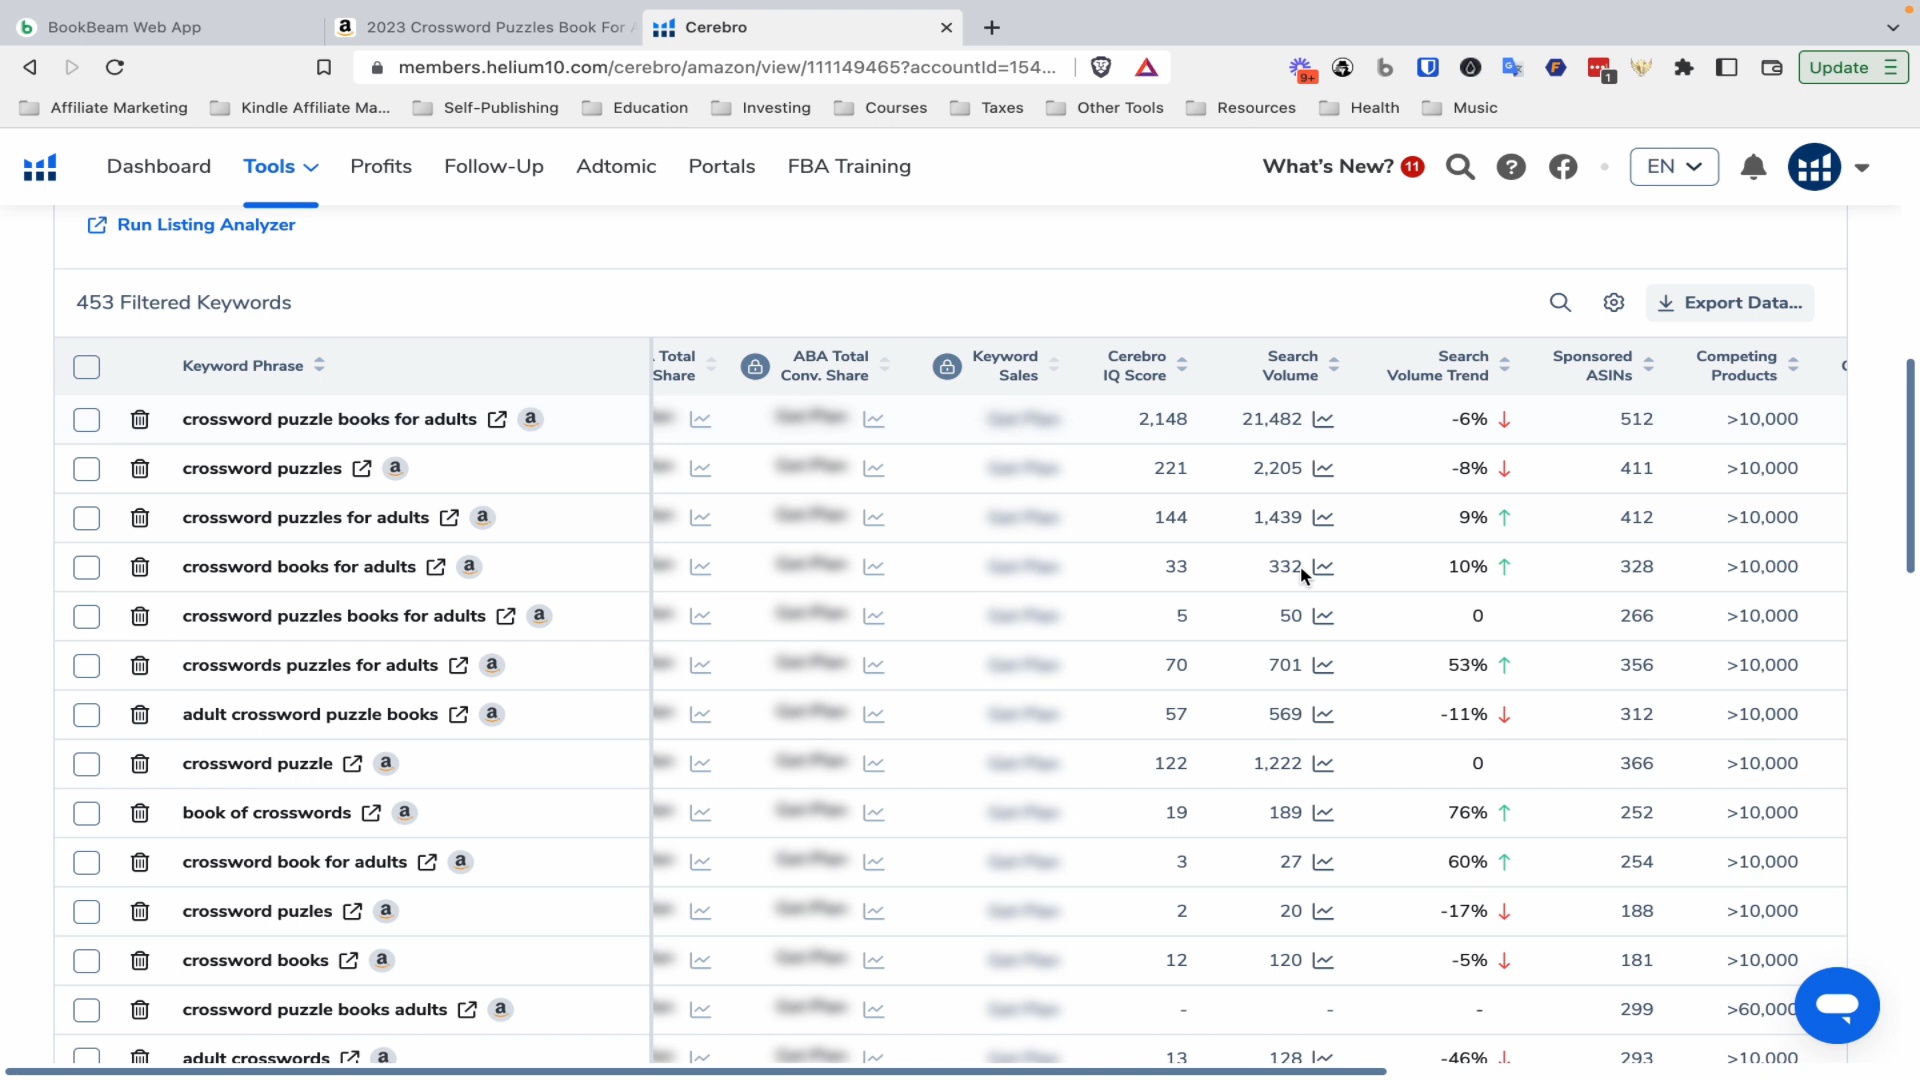 BookBeam Web App
2023 Crossword Puzzles Book For
Cerebro
members.helium10.com/cerebro/amazon/view/111149465?accountId=154...
9+
1
Update
Affiliate Marketing
Kindle Affiliate Ma...
Self-Publishing
Education
Investing
Courses
Taxes
Other Tools
Resources
Health
Music
Dashboard
Tools
Profits
Follow-Up
Adtomic
Portals
FBA Training
What's New? 11
EN
Run Listing Analyzer
453 Filtered Keywords
Export Data...
Keyword Phrase
Total Share
ABA Total Conv. Share
Keyword Sales
Cerebro IQ Score
Search Volume
Search Volume Trend
Sponsored ASINs
Competing Products
crossword puzzle books for adults 2,148 21,482 -6% 512 >10,000
crossword puzzles 221 2,205 -8% 411 >10,000
crossword puzzles for adults 144 1,439 9% 412 >10,000
crossword books for adults 33 332 10% 328 >10,000
crossword puzzles books for adults 5 50 0 266 >10,000
crosswords puzzles for adults 70 701 53% 356 >10,000
adult crossword puzzle books 57 569 -11% 312 >10,000
crossword puzzle 122 1,222 0 366 >10,000
book of crosswords 19 189 76% 252 >10,000
crossword book for adults 3 27 60% 254 >10,000
crossword puzles 2 20 -17% 188 >10,000
crossword books 12 120 -5% 181 >10,000
crossword puzzle books adults - - - 299 >60,000
adult crosswords 13 128 -46% 293 >10,000